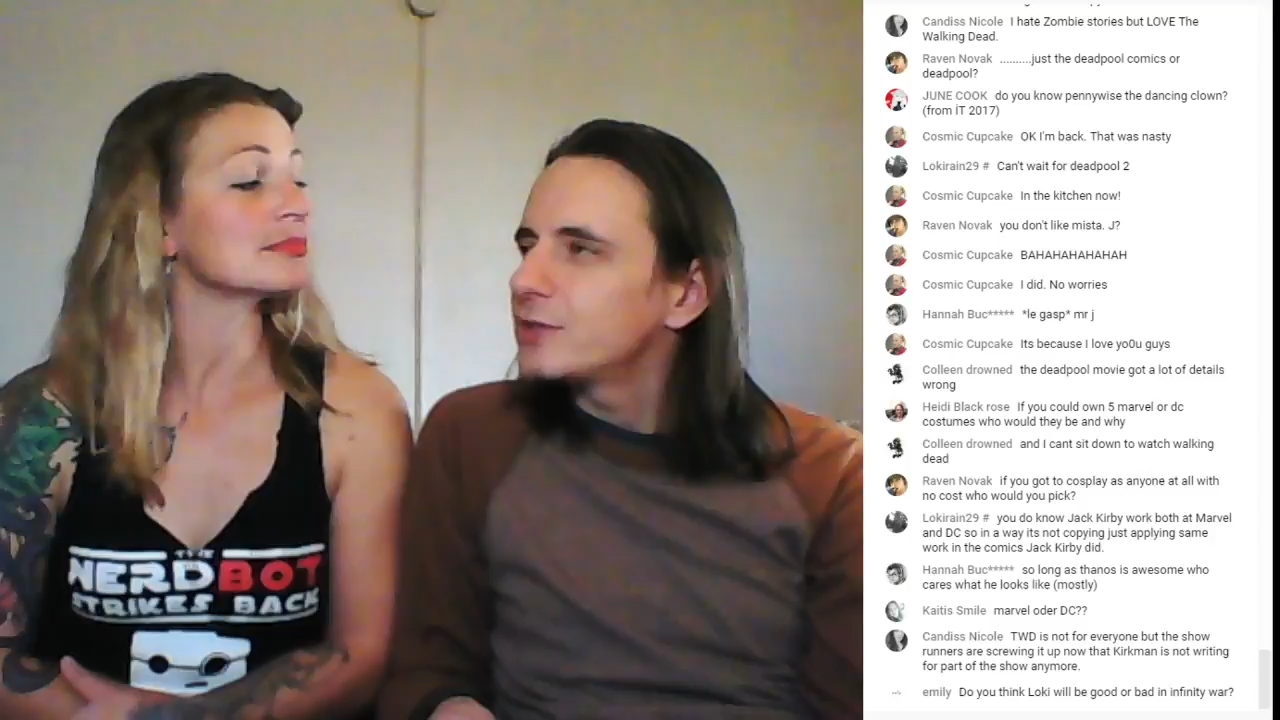 THE
NERDBOT
STRIKES BACK
Candiss Nicole I hate Zombie stories but LOVE The
Walking Dead.
Raven Novak ..........just the deadpool comics or
deadpool?
JUNE COOK do you know pennywise the dancing clown?
(from İT 2017)
Cosmic Cupcake OK I'm back. That was nasty
Lokirain29 # Can't wait for deadpool 2
Cosmic Cupcake In the kitchen now!
Raven Novak you don't like mista. J?
Cosmic Cupcake BAHAHAHAHAHAH
Cosmic Cupcake I did. No worries
Hannah Buc***** *le gasp* mr j
Cosmic Cupcake Its because I love yo0u guys
Colleen drowned the deadpool movie got a lot of details
wrong
Heidi Black rose If you could own 5 marvel or dc
costumes who would they be and why
Colleen drowned and I cant sit down to watch walking
dead
Raven Novak if you got to cosplay as anyone at all with
no cost who would you pick?
Lokirain29 # you do know Jack Kirby work both at Marvel
and DC so in a way its not copying just applying same
work in the comics Jack Kirby did.
Hannah Buc***** so long as thanos is awesome who
cares what he looks like (mostly)
Kaitis Smile marvel oder DC??
Candiss Nicole TWD is not for everyone but the show
runners are screwing it up now that Kirkman is not writing
for part of the show anymore.
emily Do you think Loki will be good or bad in infinity war?